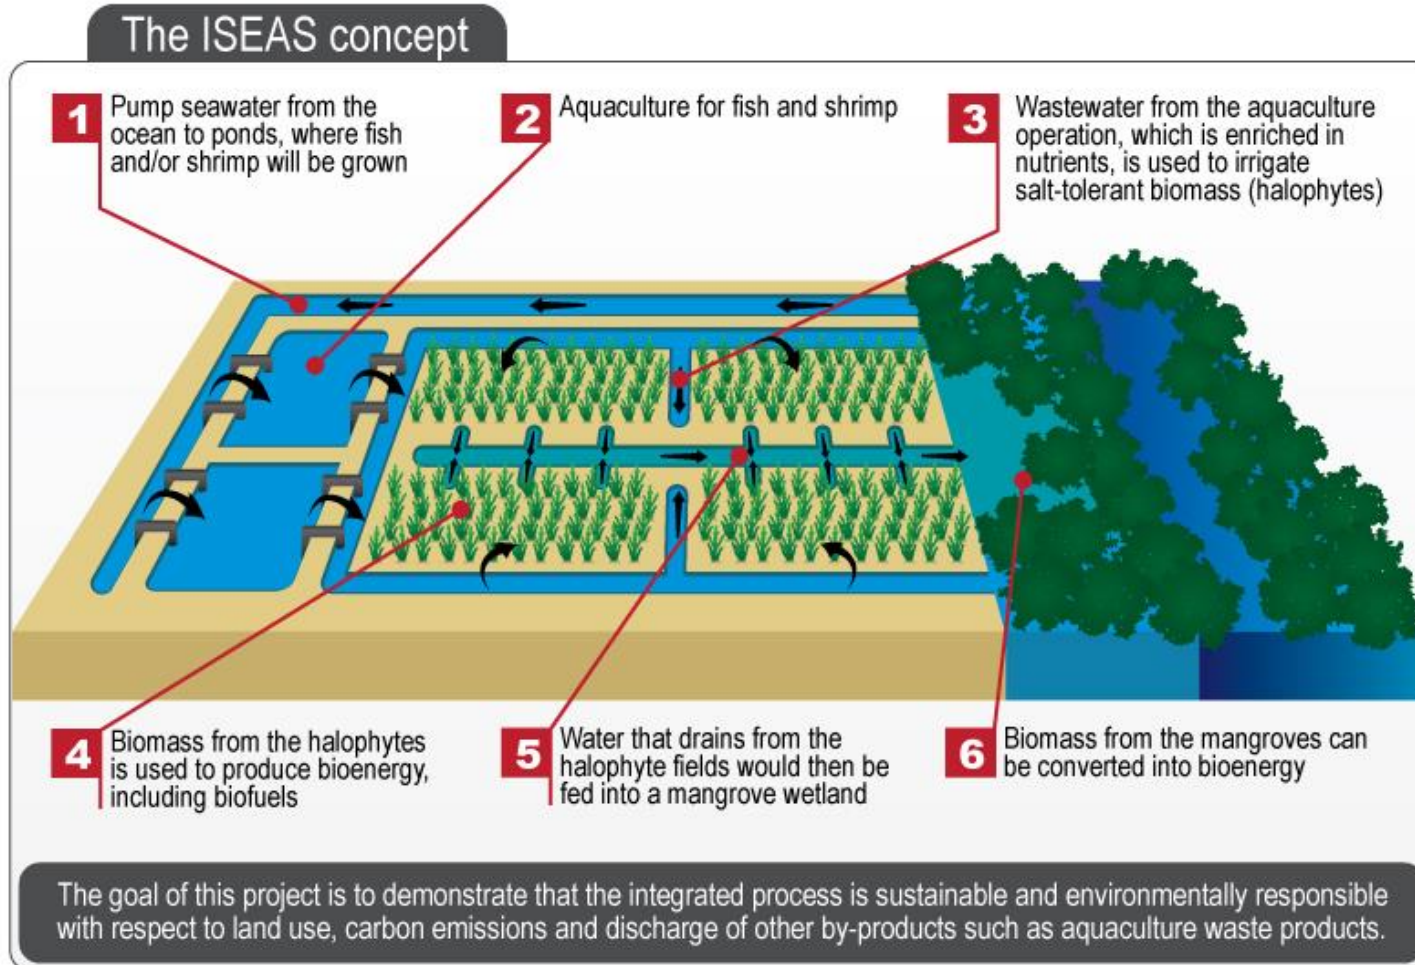 The ISEAS concept
1
Pump seawater from the
ocean to ponds, where fish
and/or shrimp will be grown
2
Aquaculture for fish and shrimp
3
Wastewater from the aquaculture
operation, which is enriched in
nutrients, is used to irrigate
salt-tolerant biomass (halophytes)
4
Biomass from the halophytes
is used to produce bioenergy,
including biofuels
5
Water that drains from the
halophyte fields would then be
fed into a mangrove wetland
6
Biomass from the mangroves can
be converted into bioenergy
The goal of this project is to demonstrate that the integrated process is sustainable and environmentally responsible
with respect to land use, carbon emissions and discharge of other by-products such as aquaculture waste products.